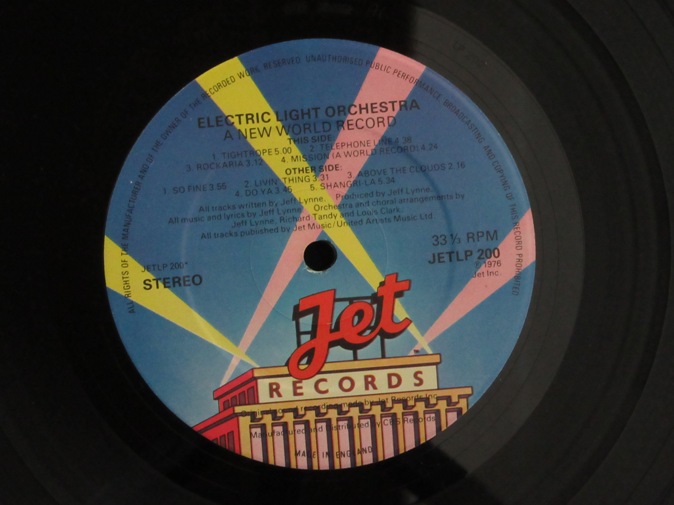 ALL RIGHTS OF THE MANUFACTURER AND OF THE OWNER OF THE RECORDED WORK RESERVED UNAUTHORISED PUBLIC PERFORMANCE BROADCASTING AND COPYING OF THIS RECORD PROHIBITED
ELECTRIC LIGHT ORCHESTRA
A NEW WORLD RECORD
THIS SIDE:
1. TIGHTROPE 5.00 2. TELEPHONE LINE 4.38
3. ROCKARIA 3.12 4. MISSION (A WORLD RECORD) 4.24
OTHER SIDE:
1. SO FINE 3.56 2. LIVIN' THING 3.31 3. ABOVE THE CLOUDS 2.16
4. DO YA 3.45 5. SHANGRI-LA 5.34
All tracks written by Jeff Lynne. Produced by Jeff Lynne.
All music and lyrics by Jeff Lynne. Orchestra and choral arrangements by
Jeff Lynne, Richard Tandy and Louis Clark.
All tracks published by Jet Music/United Artists Music Ltd.
33⅓ RPM
JETLP 200
℗ 1976
Jet Inc.
JETLP 200*
STEREO
Jet
RECORDS
made by Jet Records Inc.
Manufactured and Distributed by CBS Records
MADE IN ENGLAND